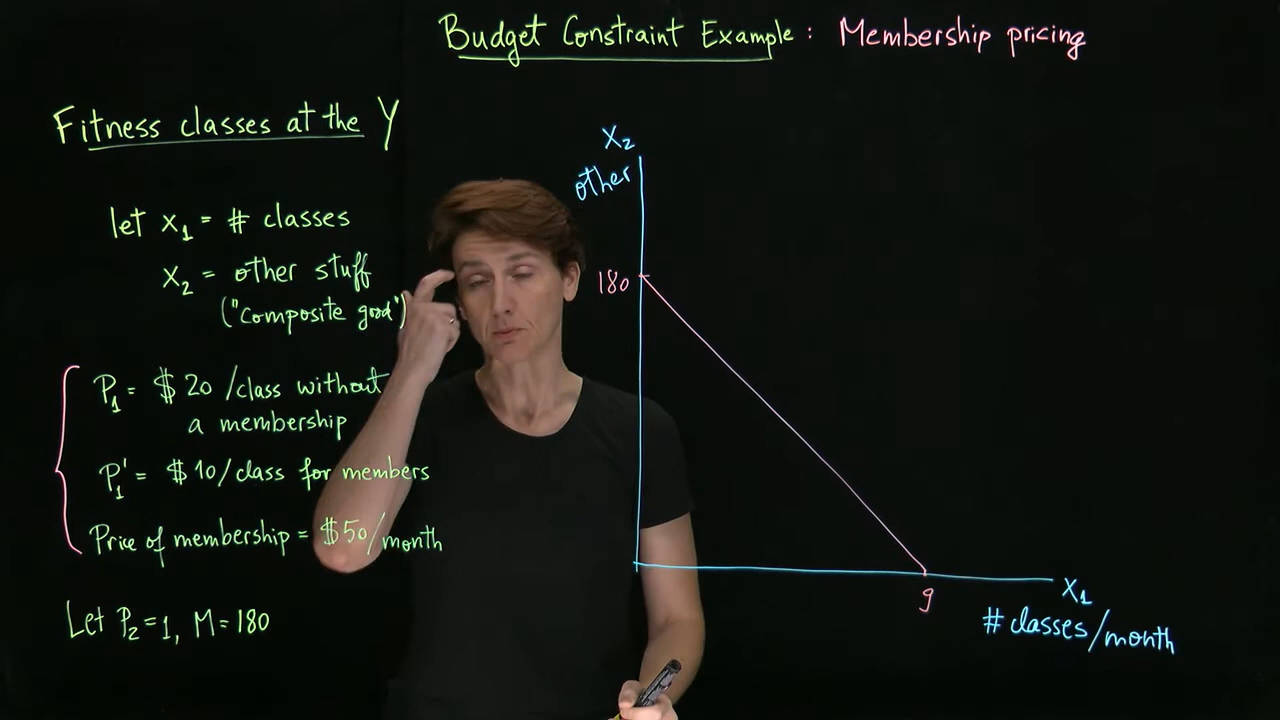 Budget Constraint Example : Membership pricing
Fitness classes at the Y
let x₁ = # classes
x₂ = other stuff
("composite good")
P₁ = $ 20 /class without
a membership
P₁' = $ 10/class for members
Price of membership = $50/month
Let P₂ = 1, M = 180
X₂
other
180
9
X₁
# classes/month